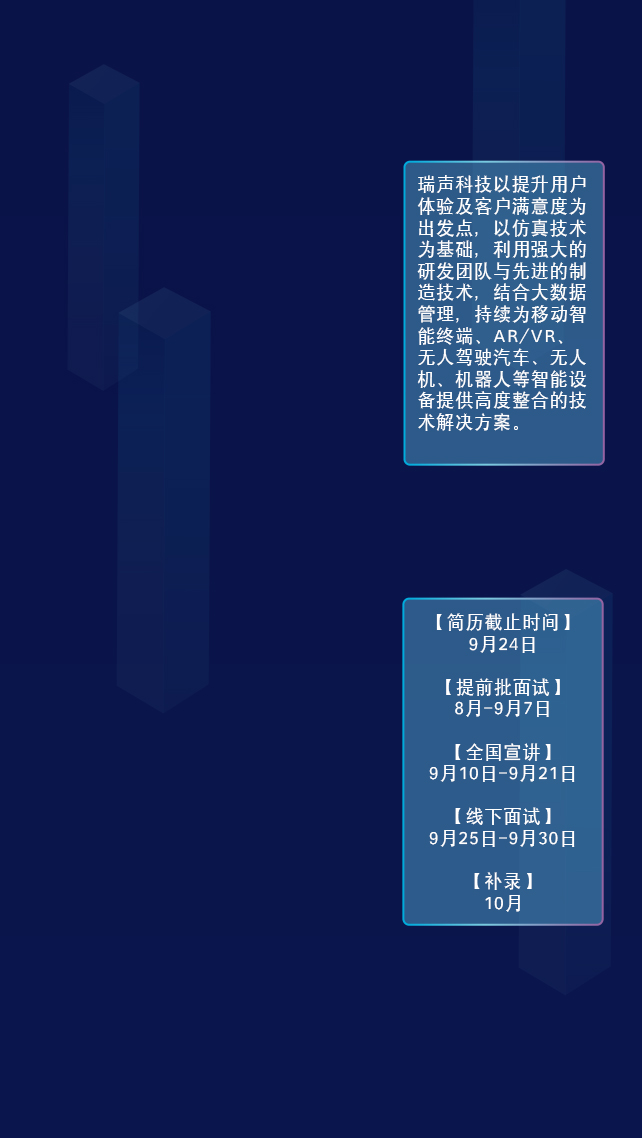 瑞声科技以提升用户
体验及客户满意度为
出发点，以仿真技术
为基础，利用强大的
研发团队与先进的制
造技术，结合大数据
管理，持续为移动智
能终端、AR/VR、
无人驾驶汽车、无人
机、机器人等智能设
备提供高度整合的技
术解决方案。
【简历截止时间】
9月24日
【提前批面试】
8月-9月7日
【全国宣讲】
9月10日-9月21日
【线下面试】
9月25日-9月30日
【补录】
10月